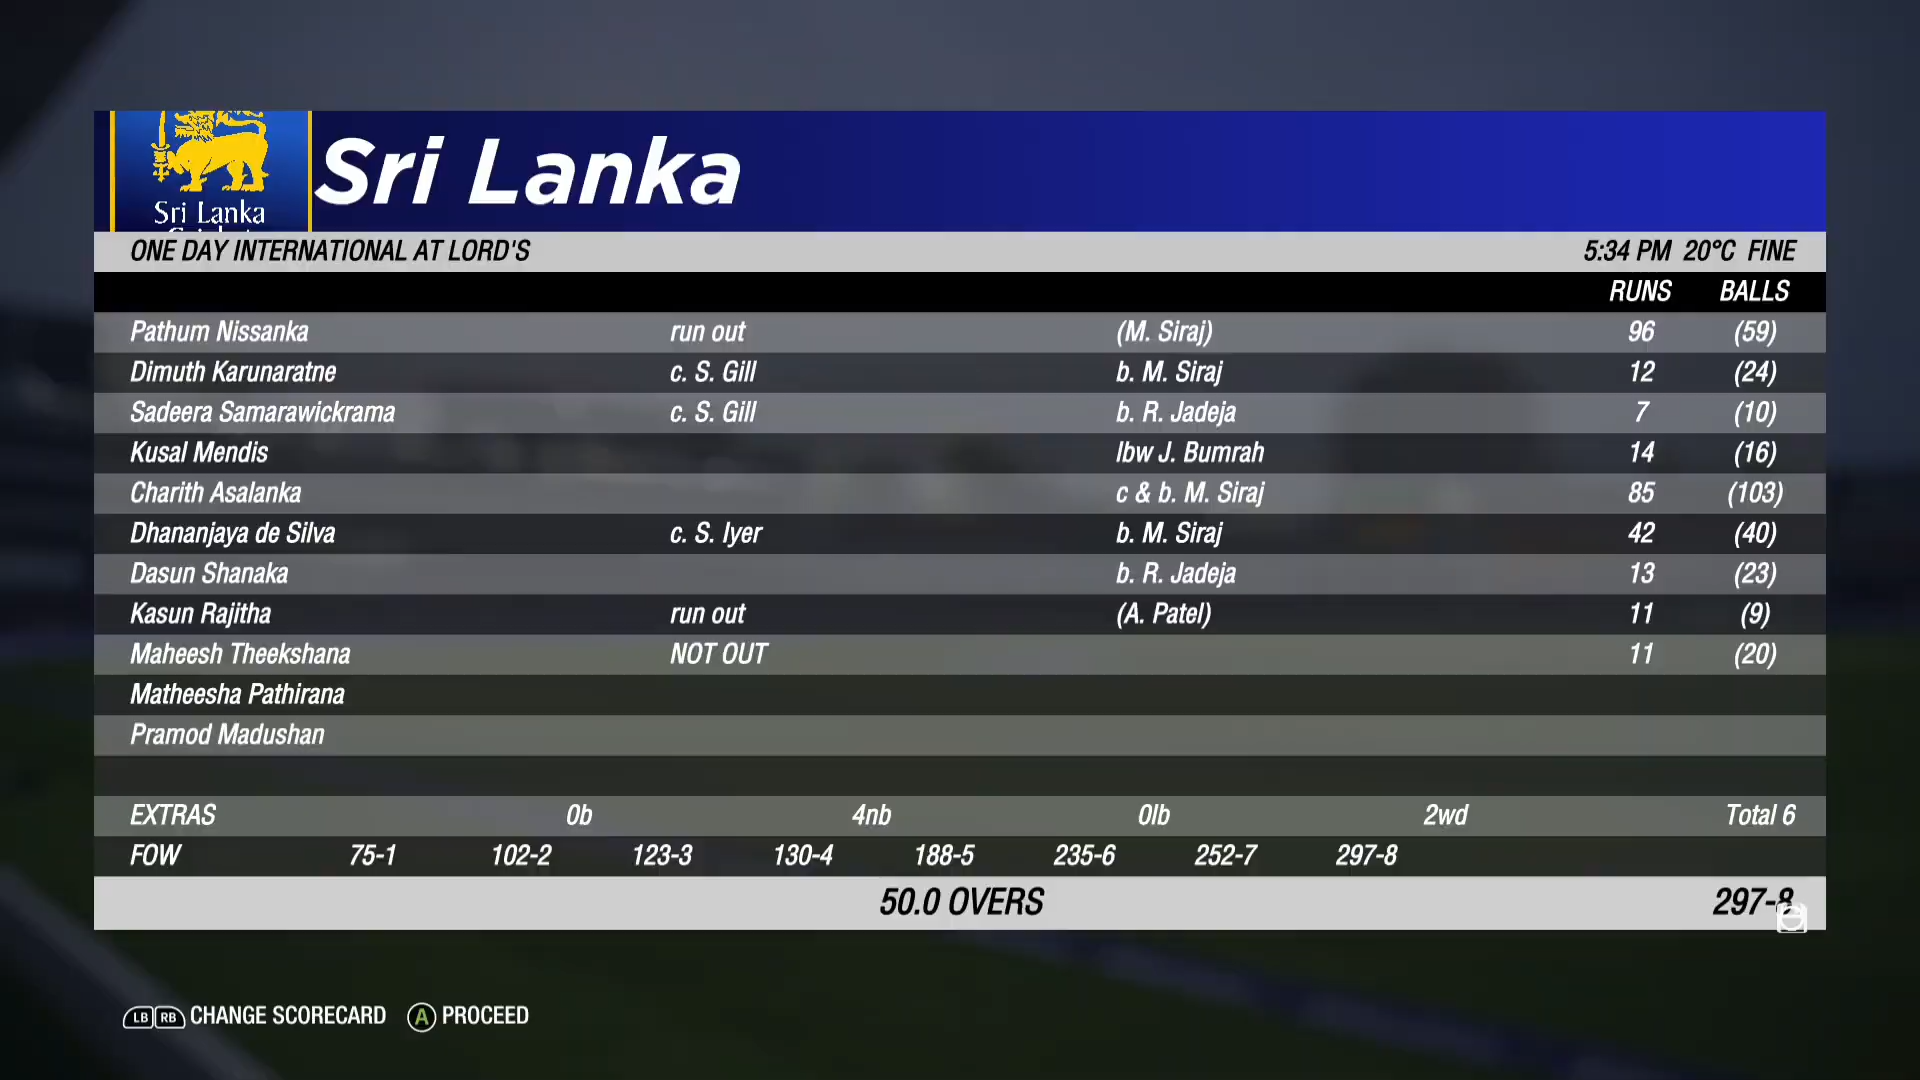 Sri Lanka
Sri Lanka
ONE DAY INTERNATIONAL AT LORD'S 5:34 PM 20°C FINE
RUNS BALLS
Pathum Nissanka run out (M. Siraj) 96 (59)
Dimuth Karunaratne c. S. Gill b. M. Siraj 12 (24)
Sadeera Samarawickrama c. S. Gill b. R. Jadeja 7 (10)
Kusal Mendis lbw J. Bumrah 14 (16)
Charith Asalanka c & b. M. Siraj 85 (103)
Dhananjaya de Silva c. S. Iyer b. M. Siraj 42 (40)
Dasun Shanaka b. R. Jadeja 13 (23)
Kasun Rajitha run out (A. Patel) 11 (9)
Maheesh Theekshana NOT OUT 11 (20)
Matheesha Pathirana
Pramod Madushan
EXTRAS 0b 4nb 0lb 2wd Total 6
FOW 75-1 102-2 123-3 130-4 188-5 235-6 252-7 297-8
50.0 OVERS 297-8
LB RB CHANGE SCORECARD A PROCEED